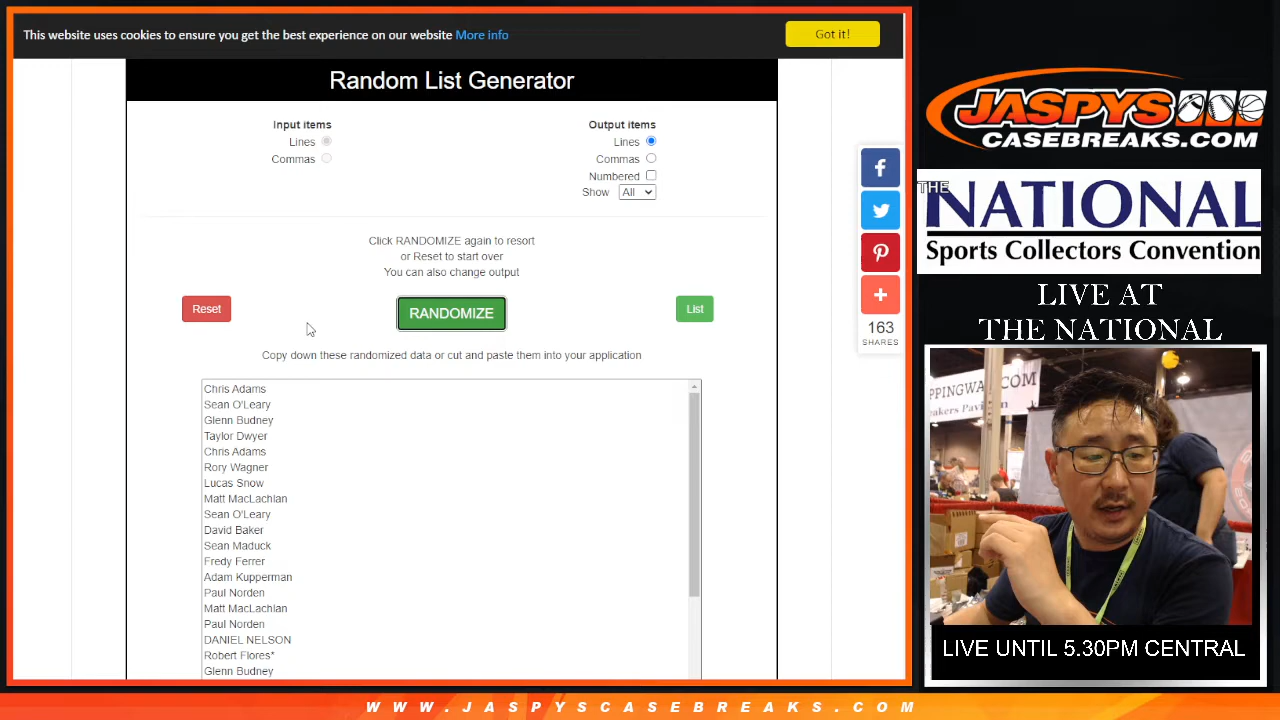 This website uses cookies to ensure you get the best experience on our website More info
Got it!
Random List Generator
Input items
Lines
Commas
Output items
Lines
Commas
Numbered
Show All
Click RANDOMIZE again to resort
or Reset to start over
You can also change output
Reset
RANDOMIZE
List
Copy down these randomized data or cut and paste them into your application
Chris Adams
Sean O'Leary
Glenn Budney
Taylor Dwyer
Chris Adams
Rory Wagner
Lucas Snow
Matt MacLachlan
Sean O'Leary
David Baker
Sean Maduck
Fredy Ferrer
Adam Kupperman
Paul Norden
Matt MacLachlan
Paul Norden
DANIEL NELSON
Robert Flores*
Glenn Budney
163
SHARES
JASPYS
CASEBREAKS.COM
THE
NATIONAL
Sports Collectors Convention
LIVE AT
THE NATIONAL
PPINGWAY.COM
eakers Pavilion
LIVE UNTIL 5.30PM CENTRAL
WWW.JASPYSCASEBREAKS.COM